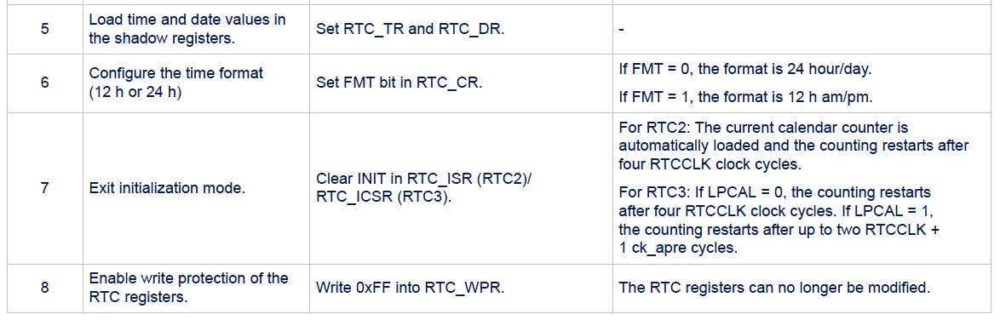 5
Load time and date values in
the shadow registers.
Set RTC_TR and RTC_DR.
-
6
Configure the time format
(12 h or 24 h)
Set FMT bit in RTC_CR.
If FMT = 0, the format is 24 hour/day.
If FMT = 1, the format is 12 h am/pm.
7
Exit initialization mode.
Clear INIT in RTC_ISR (RTC2)/
RTC_ICSR (RTC3).
For RTC2: The current calendar counter is
automatically loaded and the counting restarts after
four RTCCLK clock cycles.
For RTC3: If LPCAL = 0, the counting restarts
after four RTCCLK clock cycles. If LPCAL = 1,
the counting restarts after up to two RTCCLK +
1 ck_apre cycles.
8
Enable write protection of the
RTC registers.
Write 0xFF into RTC_WPR.
The RTC registers can no longer be modified.